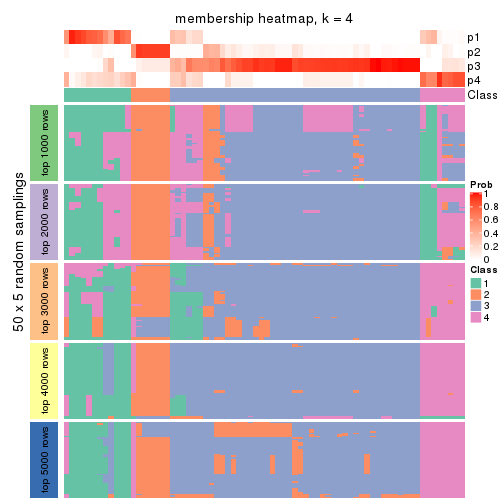 membership heatmap, k = 4
p1
p2
p3
p4
Class
50 x 5 random samplings
top 1000 rows
top 2000 rows
top 3000 rows
top 4000 rows
top 5000 rows
Prob
1
0.8
0.6
0.4
0.2
0
Class
1
2
3
4